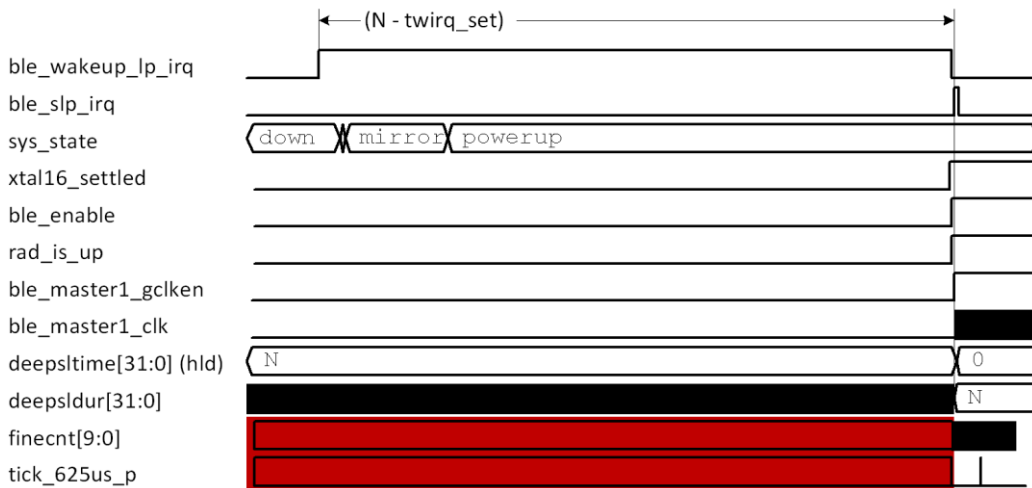 (N - twirq_set)
ble_wakeup_lp_irq
ble_slp_irq
sys_state down mirror powerup
xtal16_settled
ble_enable
rad_is_up
ble_master1_gclken
ble_master1_clk
deepsltime[31:0] (hld) N 0
deepsldur[31:0] N
finecnt[9:0]
tick_625us_p